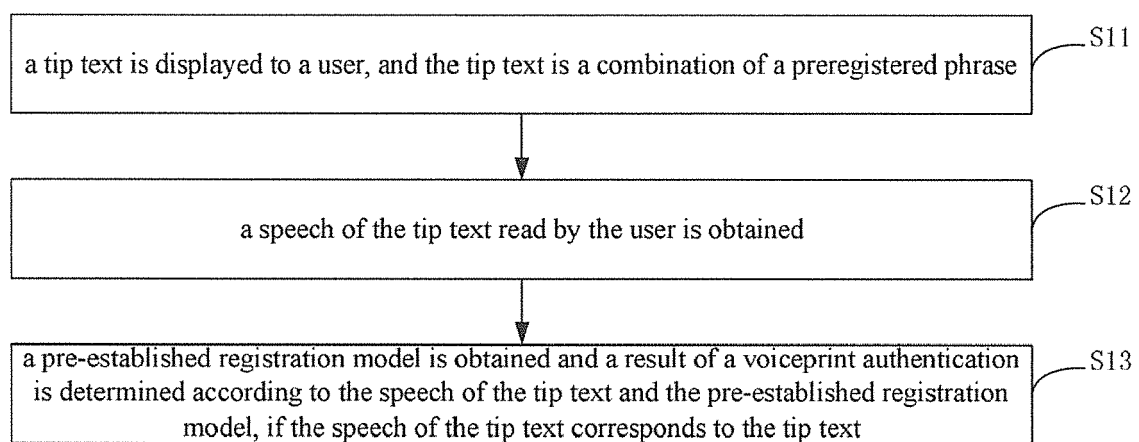 a tip text is displayed to a user, and the tip text is a combination of a preregistered phrase
S11
a speech of the tip text read by the user is obtained
S12
a pre-established registration model is obtained and a result of a voiceprint authentication
is determined according to the speech of the tip text and the pre-established registration
model, if the speech of the tip text corresponds to the tip text
S13